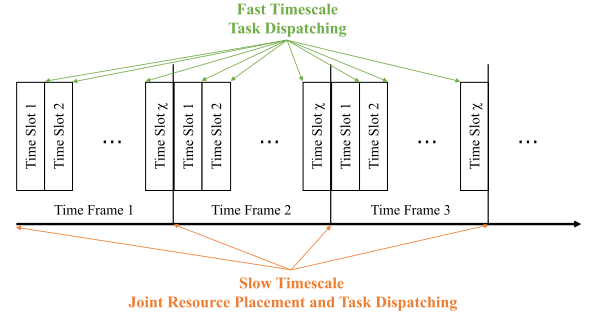 Fast Timescale
Task Dispatching
Time Slot 1
Time Slot 2
...
Time Slot χ
Time Slot 1
Time Slot 2
...
Time Slot χ
Time Slot 1
Time Slot 2
...
Time Slot χ
...
Time Frame 1
Time Frame 2
Time Frame 3
Slow Timescale
Joint Resource Placement and Task Dispatching